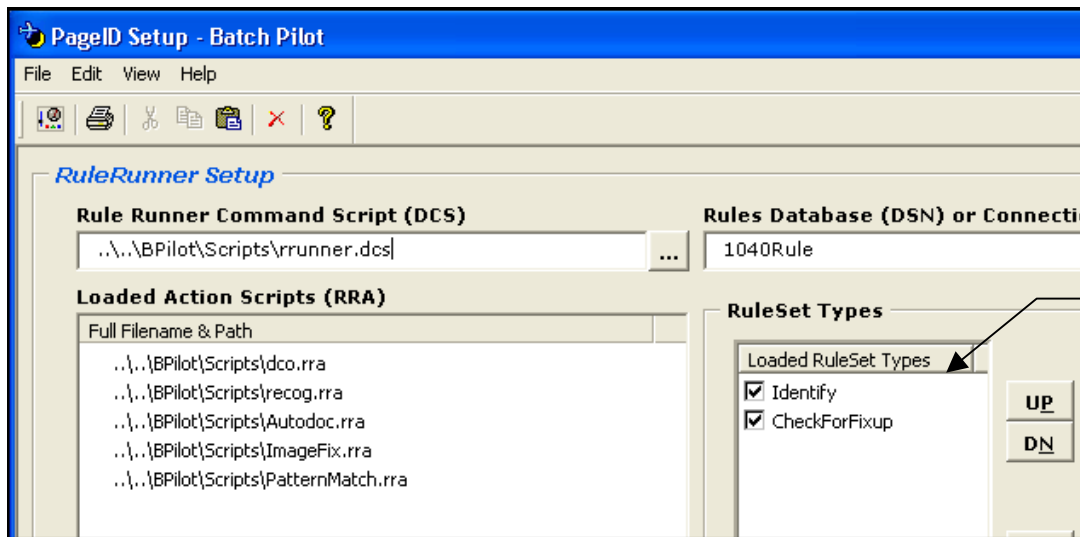 PageID Setup - Batch Pilot
File Edit View Help
RuleRunner Setup
Rule Runner Command Script (DCS)
..\..\BPilot\Scripts\rrunner.dcs
...
Rules Database (DSN) or Connecti
1040Rule
Loaded Action Scripts (RRA)
Full Filename & Path
..\..\BPilot\Scripts\dco.rra
..\..\BPilot\Scripts\recog.rra
..\..\BPilot\Scripts\Autodoc.rra
..\..\BPilot\Scripts\ImageFix.rra
..\..\BPilot\Scripts\PatternMatch.rra
RuleSet Types
Loaded RuleSet Types
Identify
CheckForFixup
UP
DN